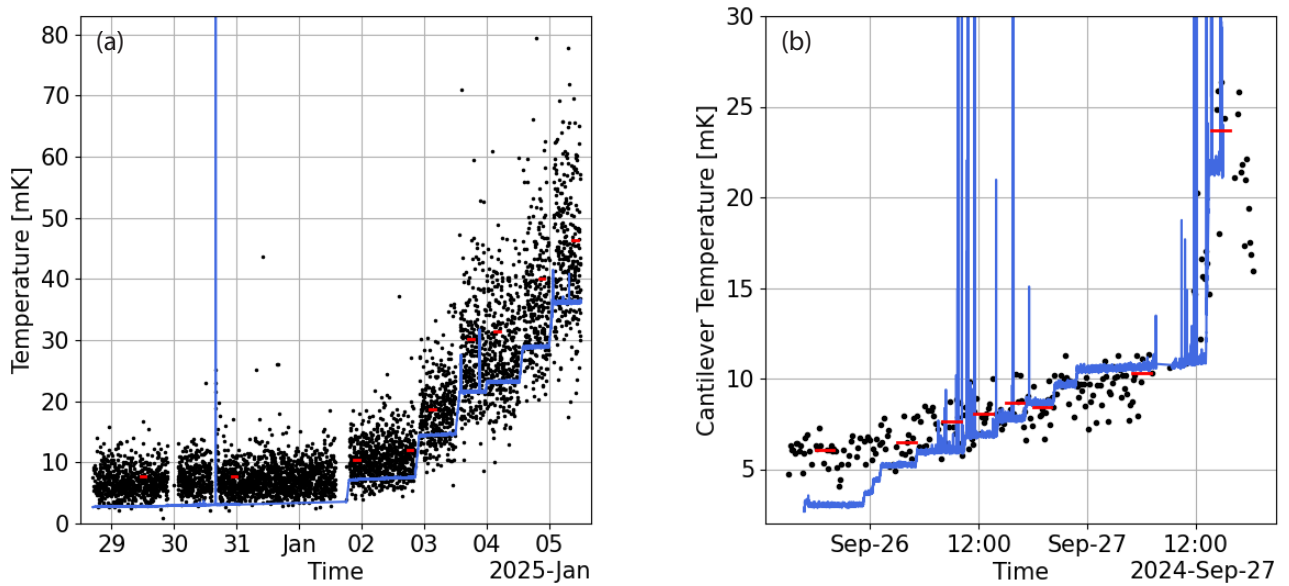 (a)
Temperature [mK]
80
70
60
50
40
30
20
10
0
29 30 31 Jan 02 03 04 05
Time
2025-Jan
(b)
Cantilever Temperature [mK]
30
25
20
15
10
5
Sep-26 12:00 Sep-27 12:00
Time
2024-Sep-27